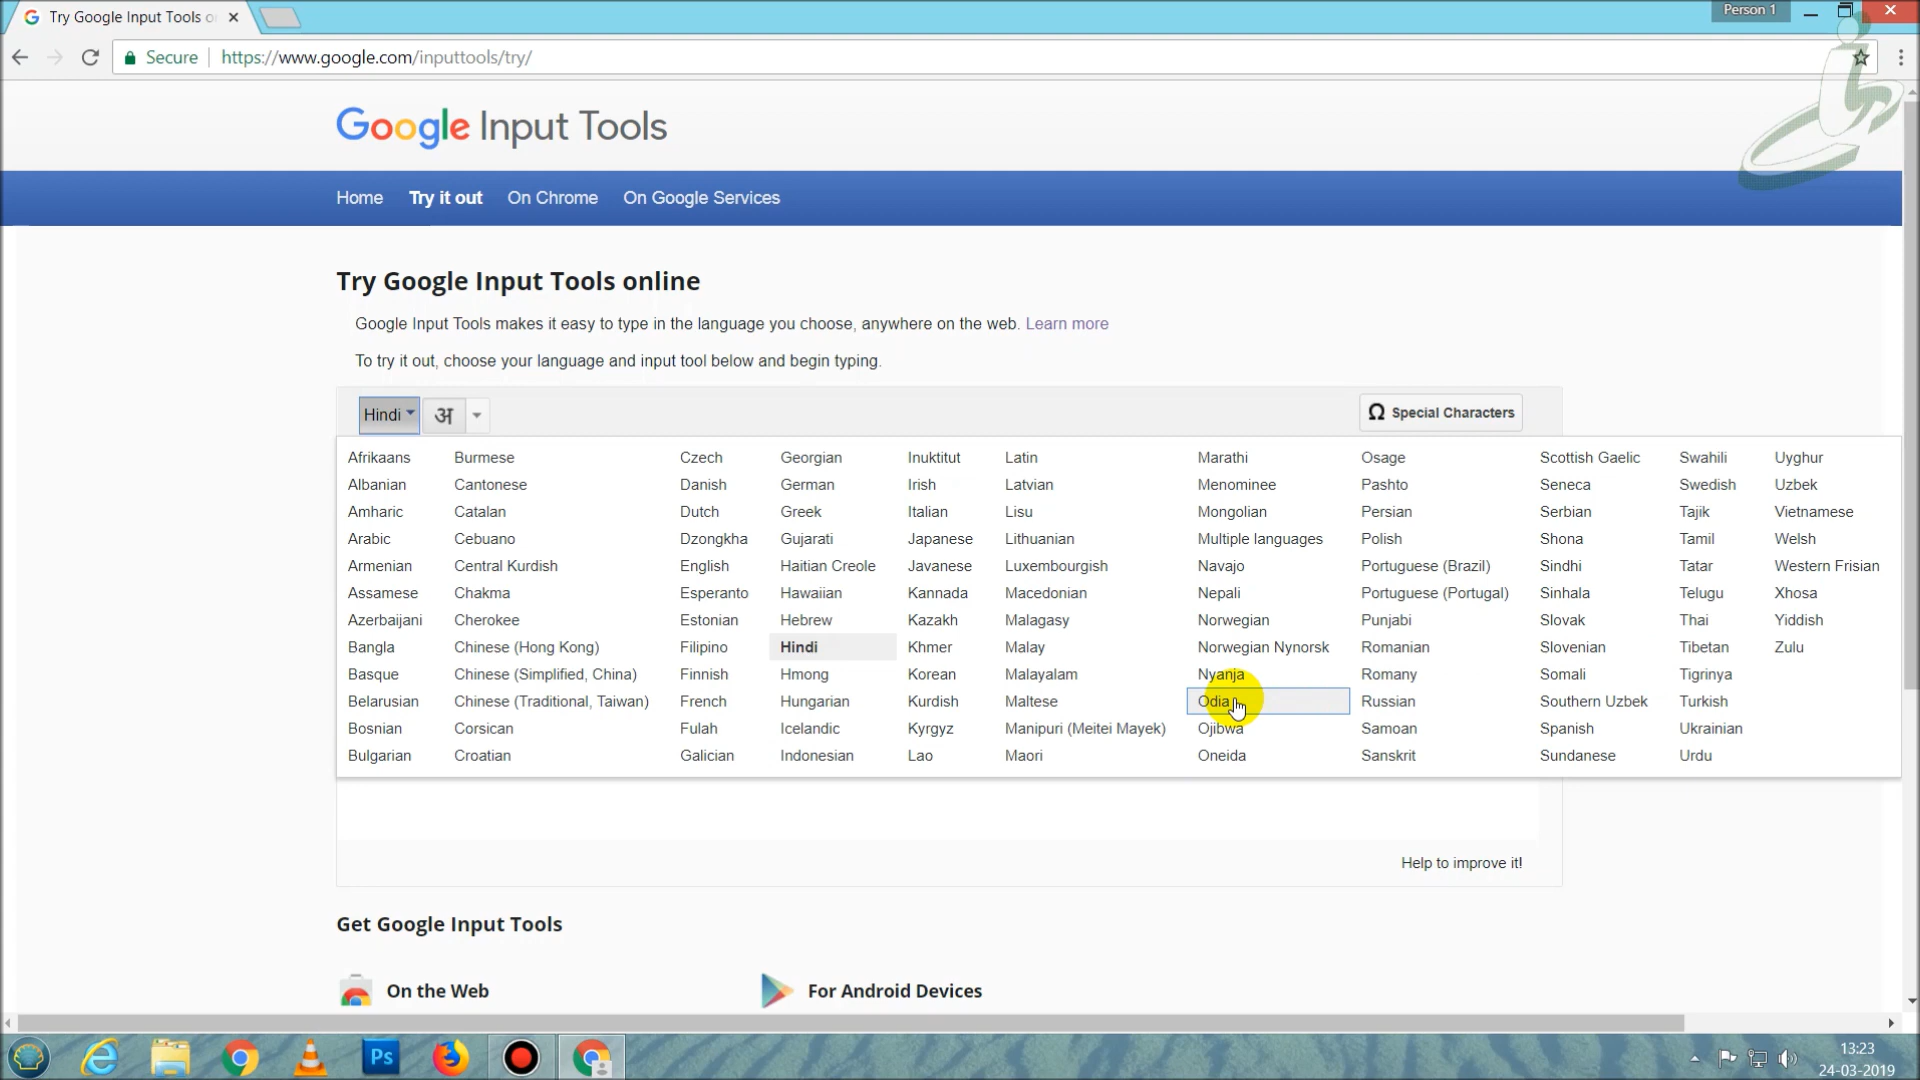 Try Google Input Tools o
Person 1
Secure
https://www.google.com/inputtools/try/
Google Input Tools
Home Try it out On Chrome On Google Services
Try Google Input Tools online
Google Input Tools makes it easy to type in the language you choose, anywhere on the web. Learn more
To try it out, choose your language and input tool below and begin typing.
Hindi अ Ω Special Characters
Afrikaans Burmese Czech Georgian Inuktitut Latin Marathi Osage Scottish Gaelic Swahili Uyghur
Albanian Cantonese Danish German Irish Latvian Menominee Pashto Seneca Swedish Uzbek
Amharic Catalan Dutch Greek Italian Lisu Mongolian Persian Serbian Tajik Vietnamese
Arabic Cebuano Dzongkha Gujarati Japanese Lithuanian Multiple languages Polish Shona Tamil Welsh
Armenian Central Kurdish English Haitian Creole Javanese Luxembourgish Navajo Portuguese (Brazil) Sindhi Tatar Western Frisian
Assamese Chakma Esperanto Hawaiian Kannada Macedonian Nepali Portuguese (Portugal) Sinhala Telugu Xhosa
Azerbaijani Cherokee Estonian Hebrew Kazakh Malagasy Norwegian Punjabi Slovak Thai Yiddish
Bangla Chinese (Hong Kong) Filipino Hindi Khmer Malay Norwegian Nynorsk Romanian Slovenian Tibetan Zulu
Basque Chinese (Simplified, China) Finnish Hmong Korean Malayalam Nyanja Romany Somali Tigrinya
Belarusian Chinese (Traditional, Taiwan) French Hungarian Kurdish Maltese Odia Russian Southern Uzbek Turkish
Bosnian Corsican Fulah Icelandic Kyrgyz Manipuri (Meitei Mayek) Ojibwa Samoan Spanish Ukrainian
Bulgarian Croatian Galician Indonesian Lao Maori Oneida Sanskrit Sundanese Urdu
Help to improve it!
Get Google Input Tools
On the Web For Android Devices
Ps
13:23
24-03-2019